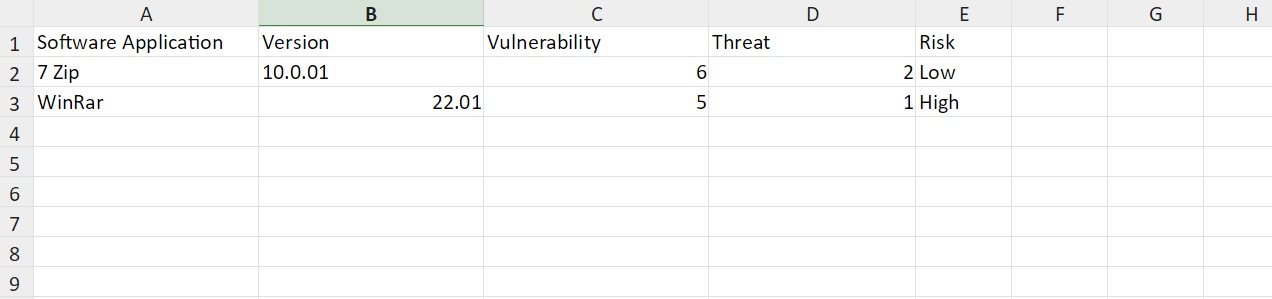 A B C D E F G H
1 Software Application Version Vulnerability Threat Risk
2 7 Zip 10.0.01 6 2 Low
3 WinRar 22.01 5 1 High
4
5
6
7
8
9